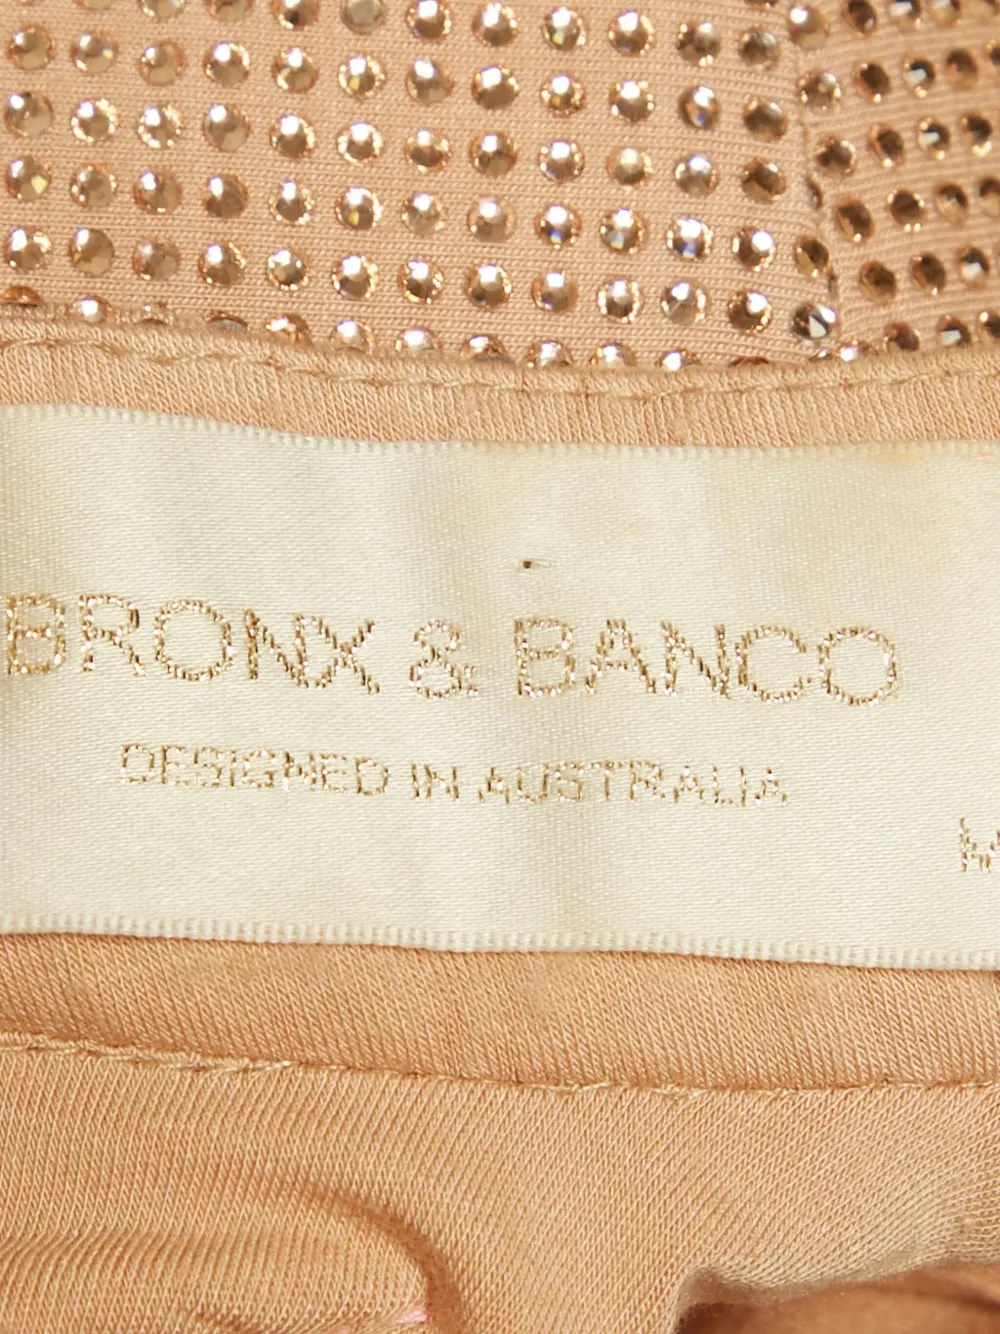 BRONX & BANCO
DESIGNED IN AUSTRALIA
M